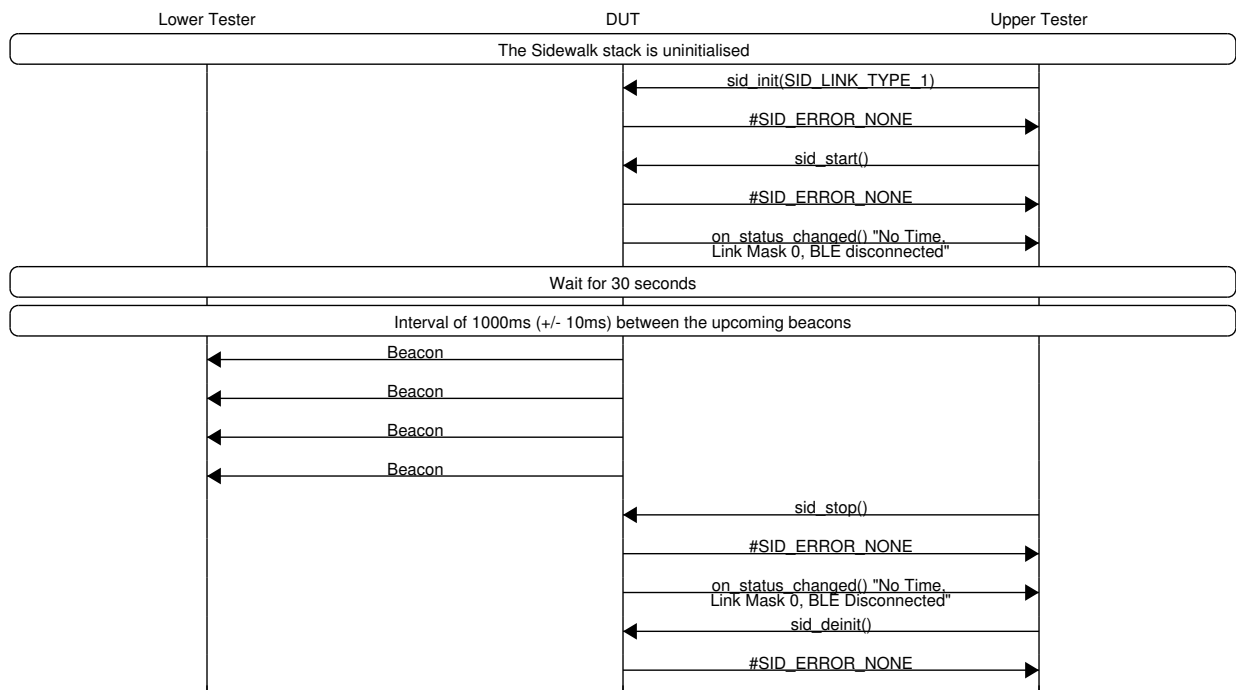 Lower Tester DUT Upper Tester
The Sidewalk stack is uninitialised
sid_init(SID_LINK_TYPE_1)
#SID_ERROR_NONE
sid_start()
#SID_ERROR_NONE
on_status_changed() "No Time,
Link Mask 0, BLE disconnected"
Wait for 30 seconds
Interval of 1000ms (+/- 10ms) between the upcoming beacons
Beacon
Beacon
Beacon
Beacon
sid_stop()
#SID_ERROR_NONE
on_status_changed() "No Time,
Link Mask 0, BLE Disconnected"
sid_deinit()
#SID_ERROR_NONE